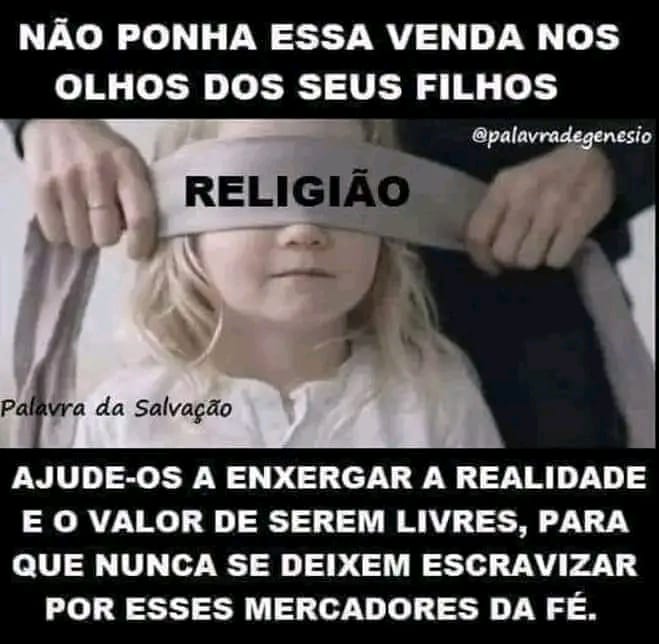 NÃO PONHA ESSA VENDA NOS
OLHOS DOS SEUS FILHOS
@palavradegenesio
RELIGIÃO
Palavra da Salvação
AJUDE-OS A ENXERGAR A REALIDADE
E O VALOR DE SEREM LIVRES, PARA
QUE NUNCA SE DEIXEM ESCRAVIZAR
POR ESSES MERCADORES DA FÉ.